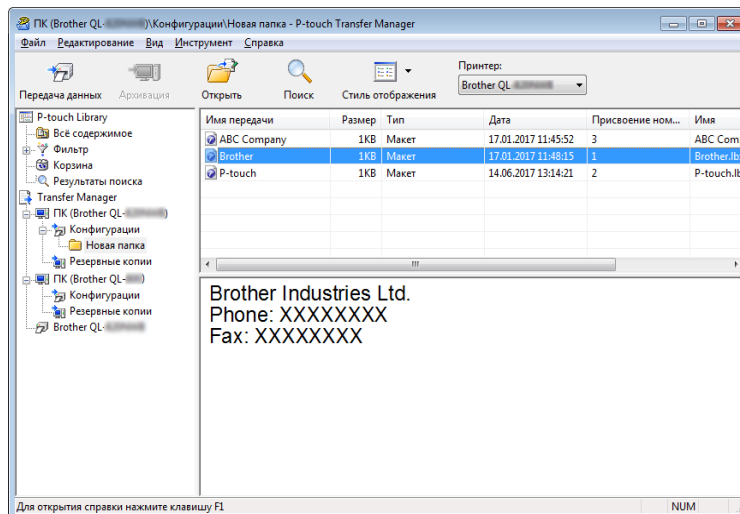 ПК (Brother QL- )\Конфигурации\Новая папка - P-touch Transfer Manager
Файл Редактирование Вид Инструмент Справка
Передача данных Архивация Открыть Поиск Стиль отображения
Принтер:
Brother QL
P-touch Library
Всё содержимое
Фильтр
Корзина
Результаты поиска
Transfer Manager
ПК (Brother QL- )
Конфигурации
Новая папка
Резервные копии
ПК (Brother QL- )
Конфигурации
Резервные копии
Brother QL-
Имя передачи Размер Тип Дата Присвоение ном... Имя
ABC Company 1KB Макет 17.01.2017 11:45:52 3 ABC Com
Brother 1KB Макет 17.01.2017 11:48:15 1 Brother.lb
P-touch 1KB Макет 14.06.2017 13:14:21 2 P-touch.lb
Brother Industries Ltd.
Phone: XXXXXXXX
Fax: XXXXXXXX
Для открытия справки нажмите клавишу F1 NUM